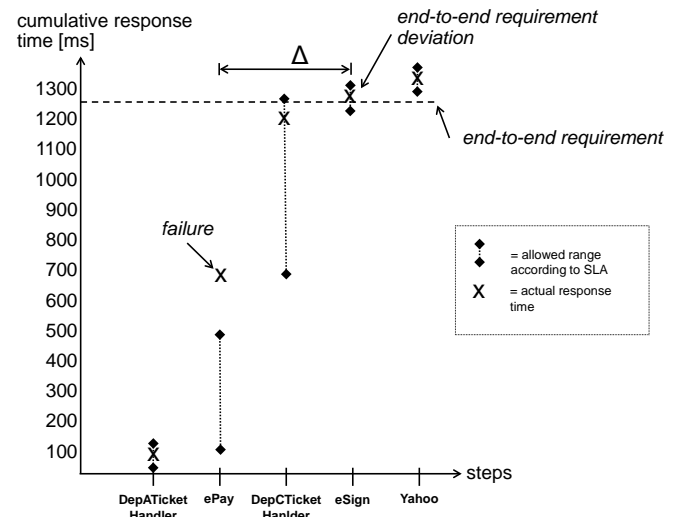 cumulative response
time [ms]
end-to-end requirement
deviation
Δ
1300
1200
1100
1000
900
800
700
600
500
400
300
200
100
end-to-end requirement
failure
= allowed range
according to SLA
X = actual response
time
steps
DepATicket
Handler
ePay
DepCTicket
Hanlder
eSign
Yahoo